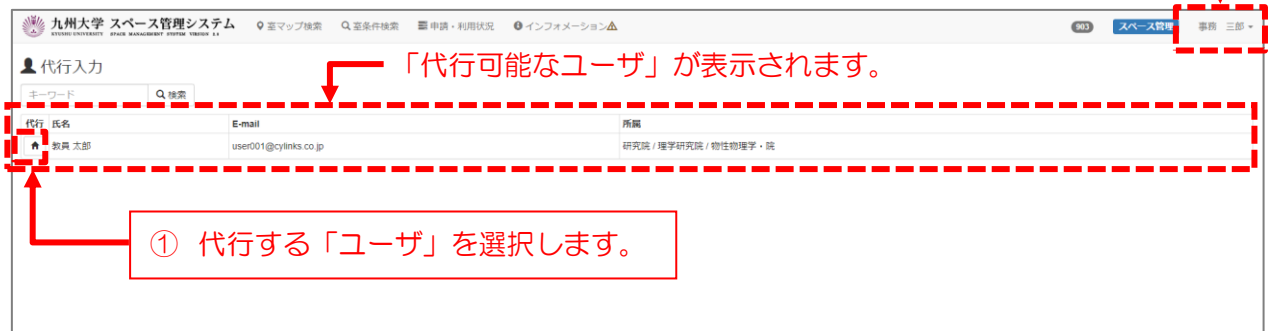 九州大学 スペース管理システム
KYUSHU UNIVERSITY SPACE MANAGEMENT SYSTEM VERSION 2.0
室マップ検索 室条件検索 申請・利用状況 インフォメーション
903 スペース管理 事務 三郎
代行入力
「代行可能なユーザ」が表示されます。
キーワード 検索
代行 氏名 E-mail 所属
教員 太郎 user001@cylinks.co.jp 研究院 / 理学研究院 / 物性物理学・院
① 代行する「ユーザ」を選択します。